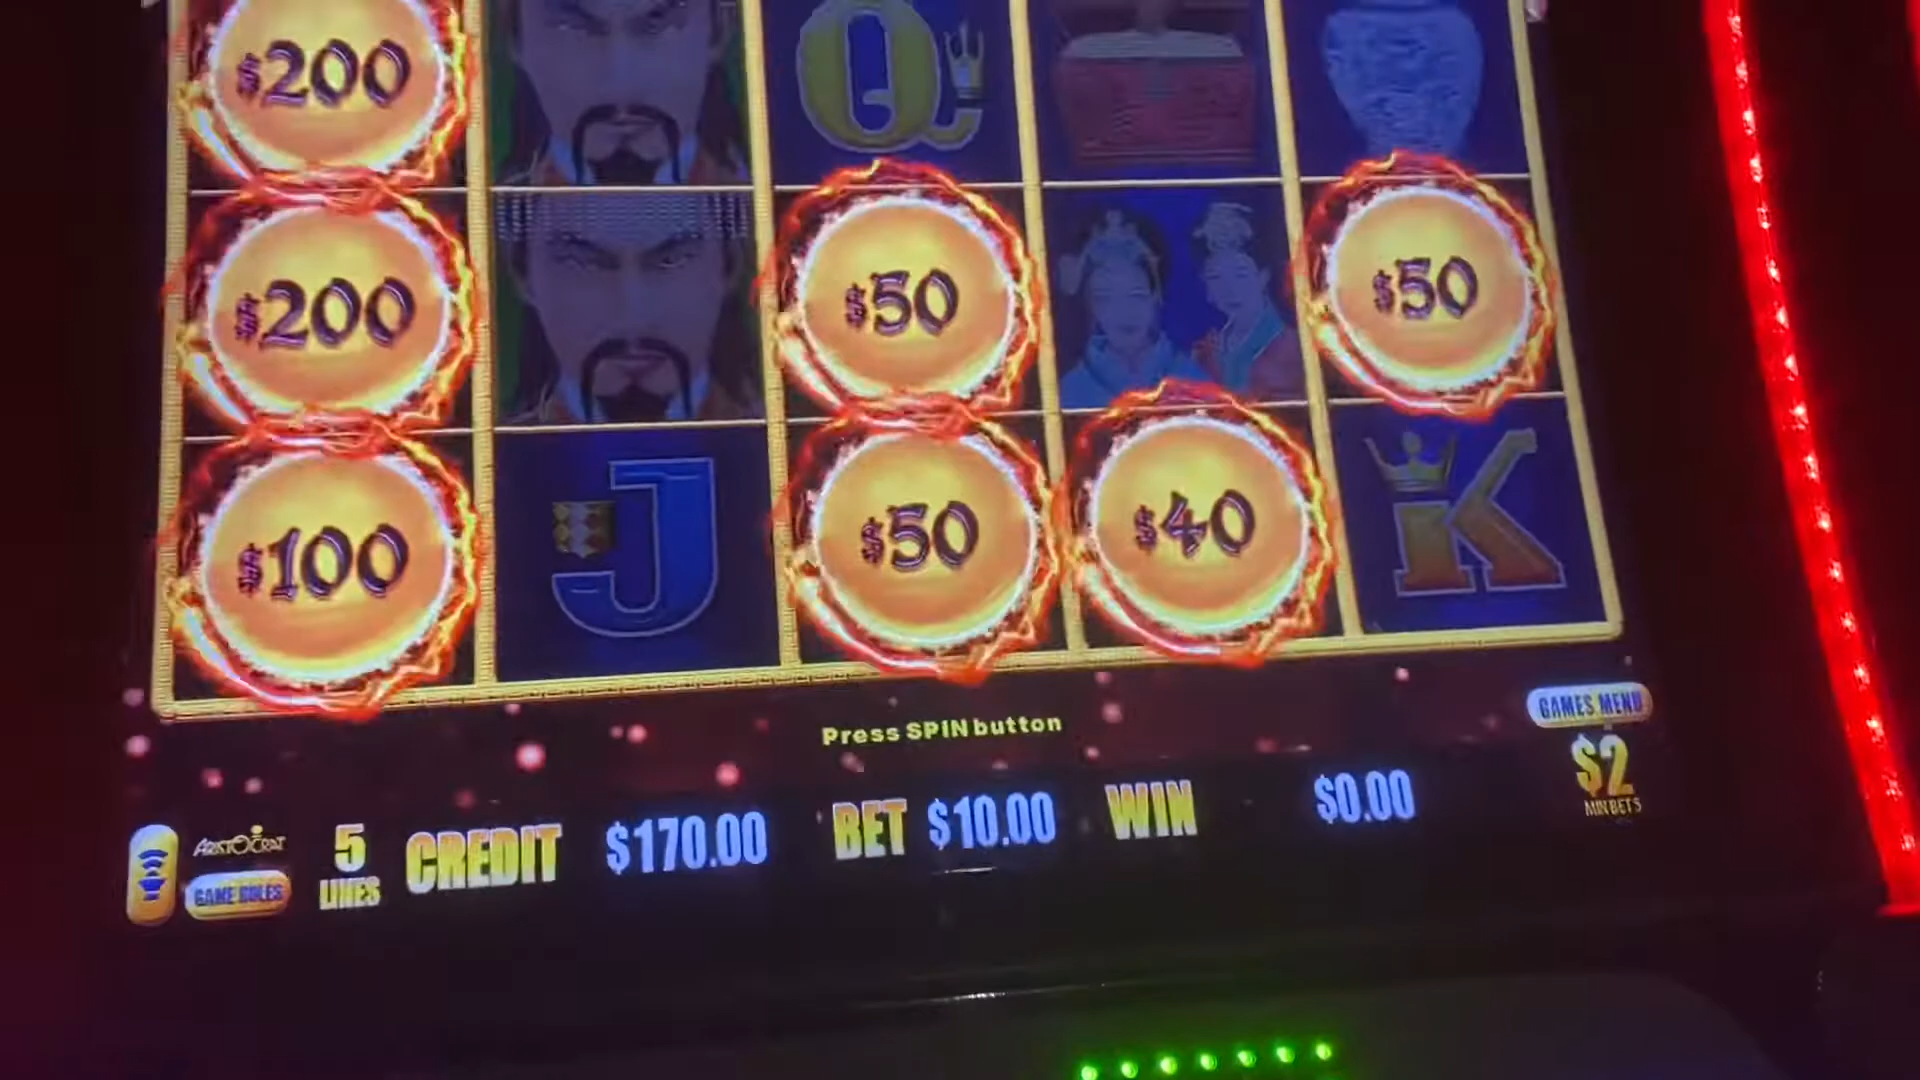 $200
Q
$200
$50
$50
$100
J
$50
$40
K
Press SPIN button
GAMES MENU
$2
MIN BETS
ARISTOCRAT
GAME RULES
5
LINES
CREDIT $170.00
BET $10.00
WIN $0.00